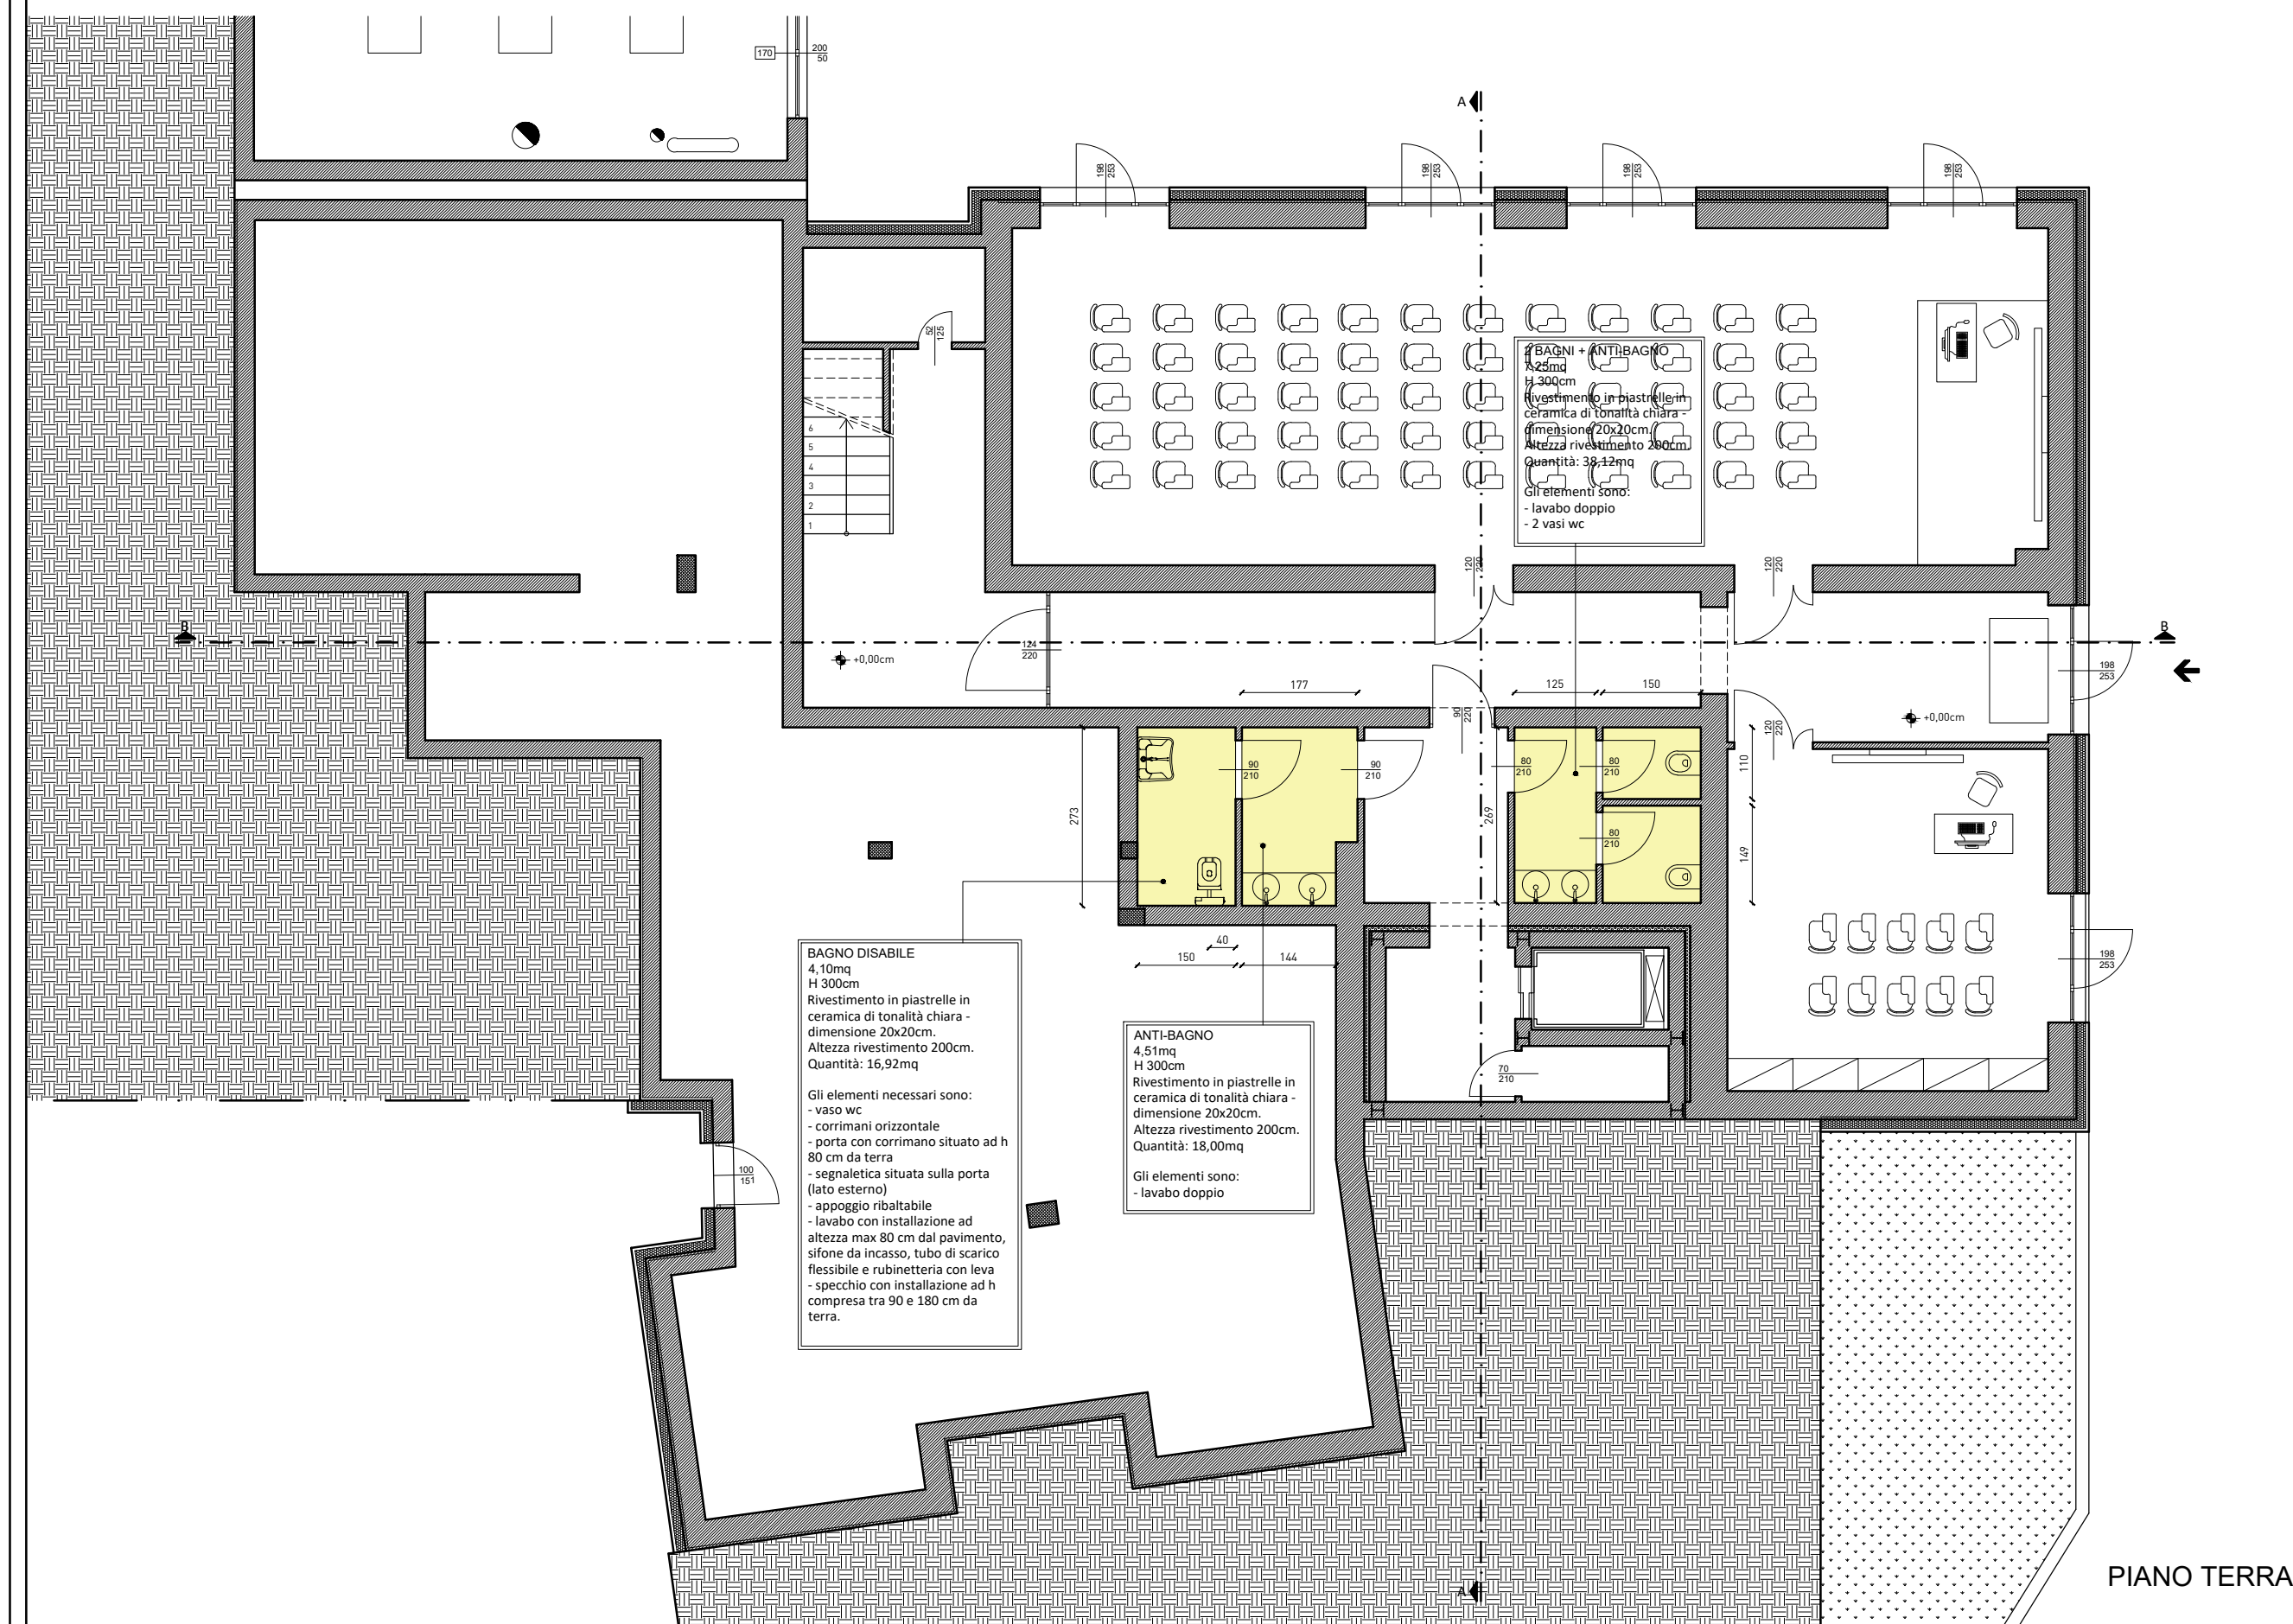 170
200
50
A
198
253
198
253
198
253
198
253
52
125
6
5
4
3
2
1
2 BAGNI + ANTI-BAGNO
7,25mq
H 300cm
Rivestimento in piastrelle in
ceramica di tonalità chiara -
dimensione 20x20cm.
Altezza rivestimento 200cm.
Quantità: 38,12mq
Gli elementi sono:
- lavabo doppio
- 2 vasi wc
120
220
120
220
B
B
+0,00cm
124
220
198
253
177
125
150
90
220
120
220
+0,00cm
90
210
90
210
80
210
80
210
110
273
269
80
210
149
40
150
144
198
253
BAGNO DISABILE
4,10mq
H 300cm
Rivestimento in piastrelle in
ceramica di tonalità chiara -
dimensione 20x20cm.
Altezza rivestimento 200cm.
Quantità: 16,92mq
Gli elementi necessari sono:
- vaso wc
- corrimani orizzontale
- porta con corrimano situato ad h
80 cm da terra
- segnaletica situata sulla porta
(lato esterno)
- appoggio ribaltabile
- lavabo con installazione ad
altezza max 80 cm dal pavimento,
sifone da incasso, tubo di scarico
flessibile e rubinetteria con leva
- specchio con installazione ad h
compresa tra 90 e 180 cm da
terra.
ANTI-BAGNO
4,51mq
H 300cm
Rivestimento in piastrelle in
ceramica di tonalità chiara -
dimensione 20x20cm.
Altezza rivestimento 200cm.
Quantità: 18,00mq
Gli elementi sono:
- lavabo doppio
70
210
100
151
A
PIANO TERRA